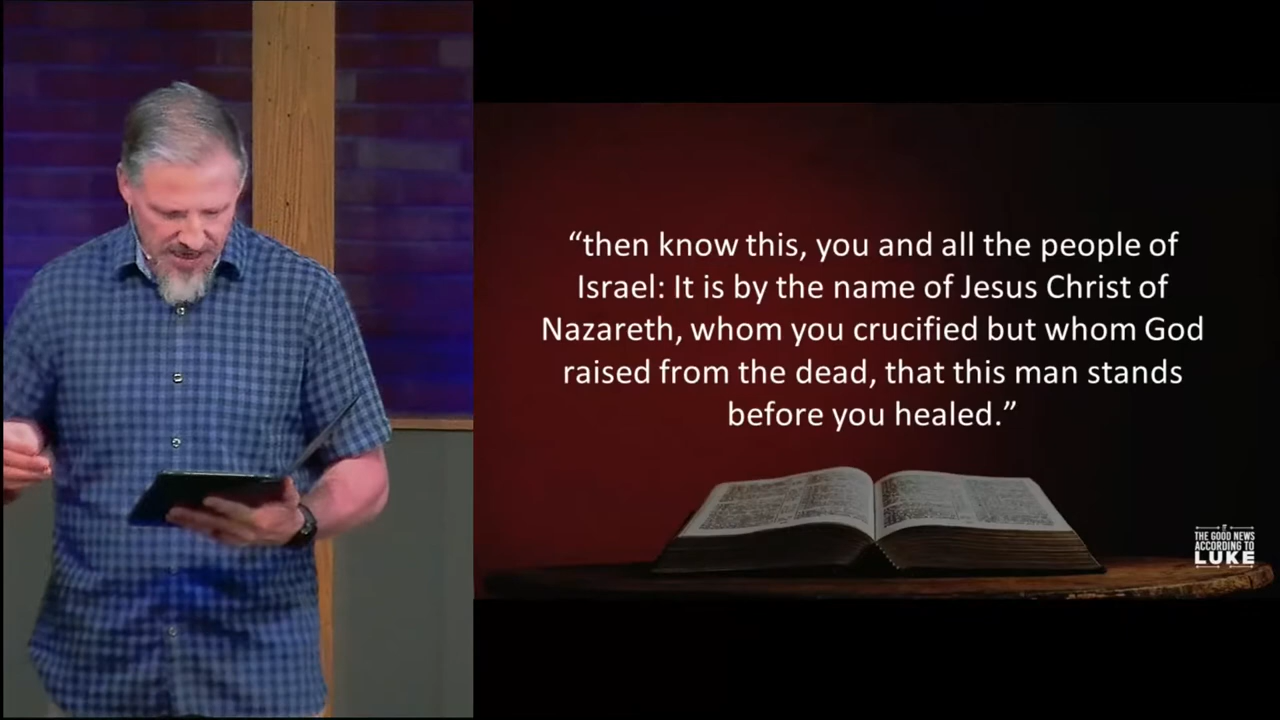 “then know this, you and all the people of
Israel: It is by the name of Jesus Christ of
Nazareth, whom you crucified but whom God
raised from the dead, that this man stands
before you healed.”
THE GOOD NEWS
ACCORDING TO
LUKE